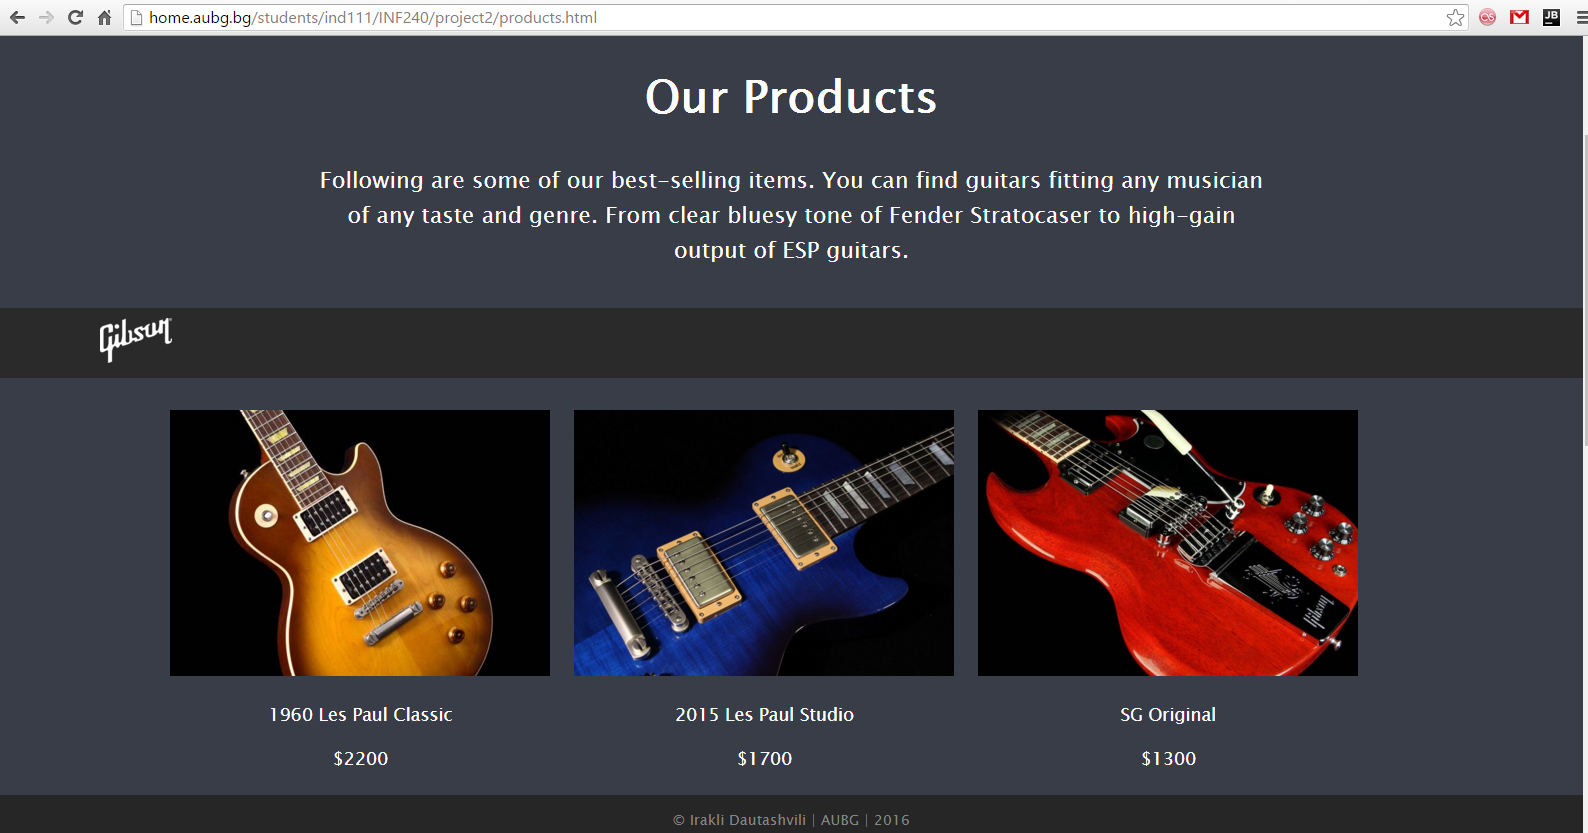 home.aubg.bg/students/ind111/INF240/project2/products.html
JB
Our Products
Following are some of our best-selling items. You can find guitars fitting any musician
of any taste and genre. From clear bluesy tone of Fender Stratocaser to high-gain
output of ESP guitars.
Gibson
Gibson
1960 Les Paul Classic
2015 Les Paul Studio
SG Original
$2200
$1700
$1300
© Irakli Dautashvili | AUBG | 2016